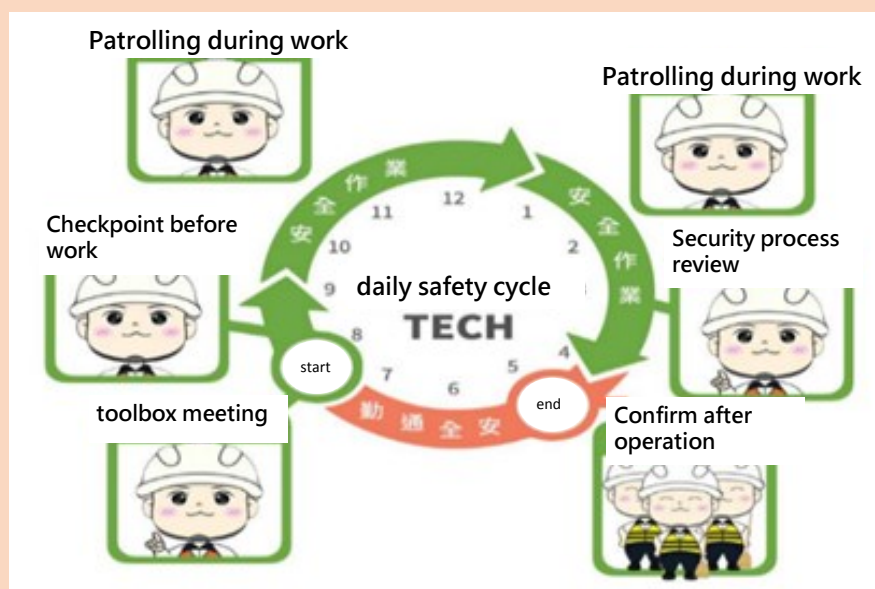 Patrolling during work
Patrolling during work
安全作業
安全作業
12
11
1
10
2
9
8
4
7
5
6
Checkpoint before
work
daily safety cycle
TECH
Security process
review
start
end
安全通勤
toolbox meeting
Confirm after
operation